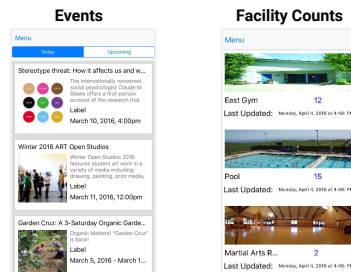 Events
Menu
Today Upcoming
Stereotype threat: How it affects us and w...
The internationally renowned
social psychologist Claude M.
Steele offers a first-person
account of the research that
Label
March 10, 2016, 4:00pm
Winter 2016 ART Open Studios
Winter Open Studios 2016
features student art work in a
variety of media including:
drawing, painting, print media,
Label
March 11, 2016, 12:00pm
Garden Cruz: A 3-Saturday Organic Garde...
Organic Matters! "Garden Cruz"
is back!
Label
March 5, 2016 - March 1...
Facility Counts
Menu
East Gym 12
Last Updated: Monday, April 4, 2016 at 4:49: PM
Pool 15
Last Updated: Monday, April 4, 2016 at 4:49: PM
Martial Arts R... 2
Last Updated: Monday, April 4, 2016 at 4:49: PM